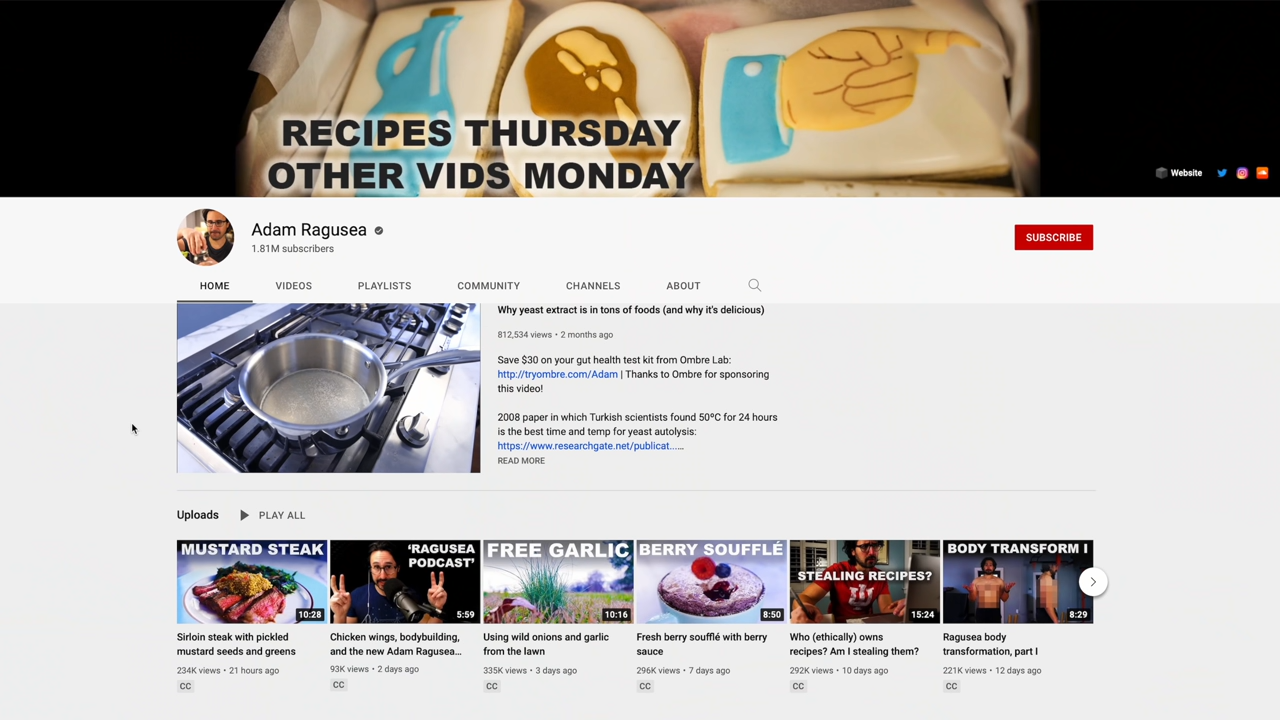 RECIPES THURSDAY
OTHER VIDS MONDAY
Website
Adam Ragusea
1.81M subscribers
SUBSCRIBE
HOME
VIDEOS
PLAYLISTS
COMMUNITY
CHANNELS
ABOUT
Why yeast extract is in tons of foods (and why it's delicious)
812,534 views • 2 months ago
Save $30 on your gut health test kit from Ombre Lab:
http://tryombre.com/Adam | Thanks to Ombre for sponsoring
this video!
2008 paper in which Turkish scientists found 50ºC for 24 hours
is the best time and temp for yeast autolysis:
https://www.researchgate.net/publicat......
READ MORE
Uploads
PLAY ALL
MUSTARD STEAK
10:28
Sirloin steak with pickled
mustard seeds and greens
234K views • 21 hours ago
CC
'RAGUSEA
PODCAST'
5:59
Chicken wings, bodybuilding,
and the new Adam Ragusea...
93K views • 2 days ago
CC
FREE GARLIC
10:16
Using wild onions and garlic
from the lawn
335K views • 3 days ago
CC
BERRY SOUFFLÉ
8:50
Fresh berry soufflé with berry
sauce
296K views • 7 days ago
CC
STEALING RECIPES?
15:24
Who (ethically) owns
recipes? Am I stealing them?
292K views • 10 days ago
CC
BODY TRANSFORM I
8:29
Ragusea body
transformation, part I
221K views • 12 days ago
CC